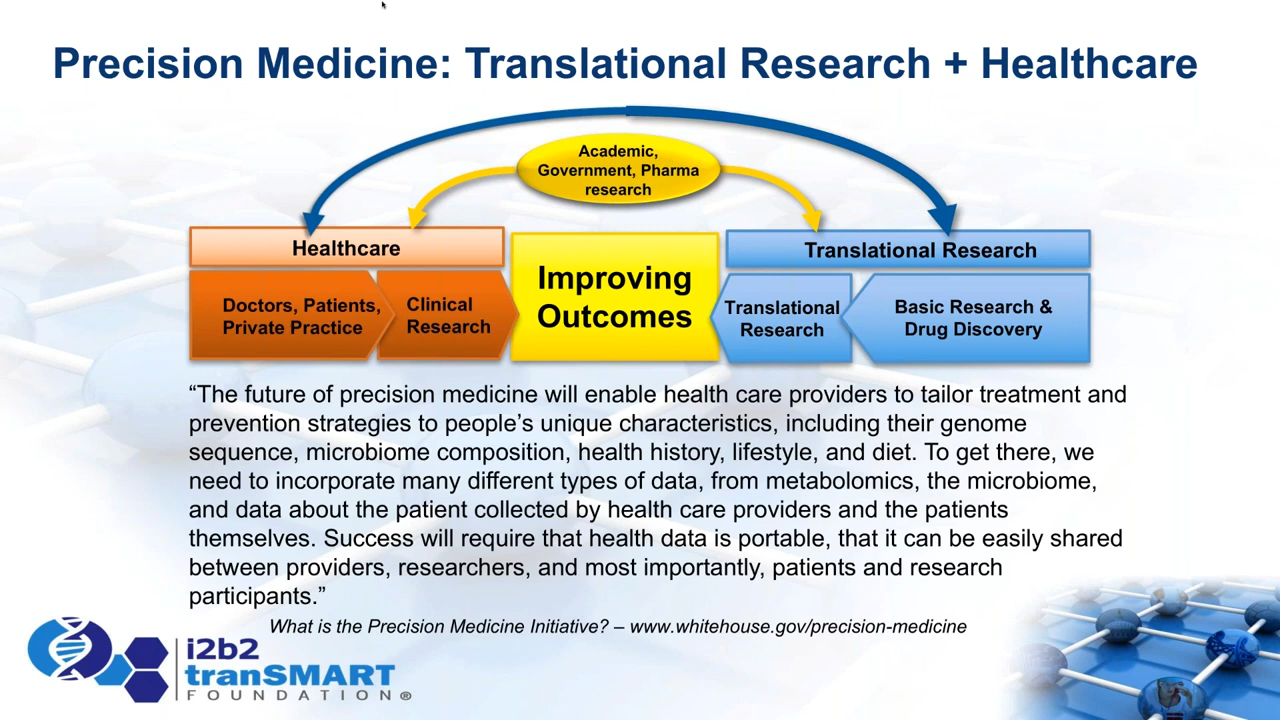 Precision Medicine: Translational Research + Healthcare
Academic,
Government, Pharma
research
Healthcare
Doctors, Patients,
Private Practice
Clinical
Research
Improving
Outcomes
Translational Research
Translational
Research
Basic Research &
Drug Discovery
“The future of precision medicine will enable health care providers to tailor treatment and
prevention strategies to people’s unique characteristics, including their genome
sequence, microbiome composition, health history, lifestyle, and diet. To get there, we
need to incorporate many different types of data, from metabolomics, the microbiome,
and data about the patient collected by health care providers and the patients
themselves. Success will require that health data is portable, that it can be easily shared
between providers, researchers, and most importantly, patients and research
participants.”
What is the Precision Medicine Initiative? – www.whitehouse.gov/precision-medicine
i2b2
tranSMART
FOUNDATION®